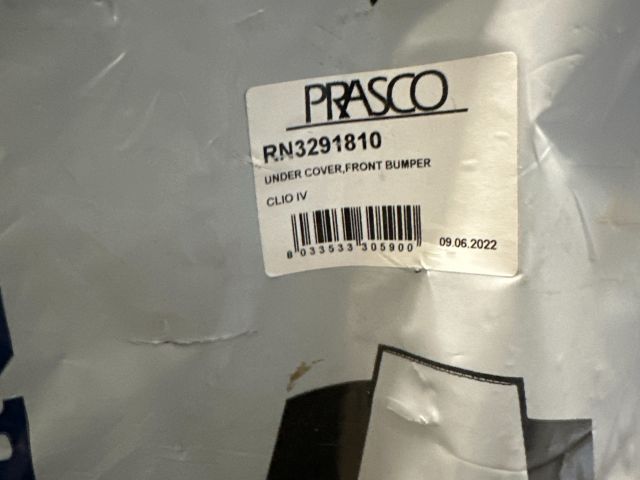 PRASCO
RN3291810
UNDER COVER,FRONT BUMPER
CLIO IV
8 033533 305900
09.06.2022